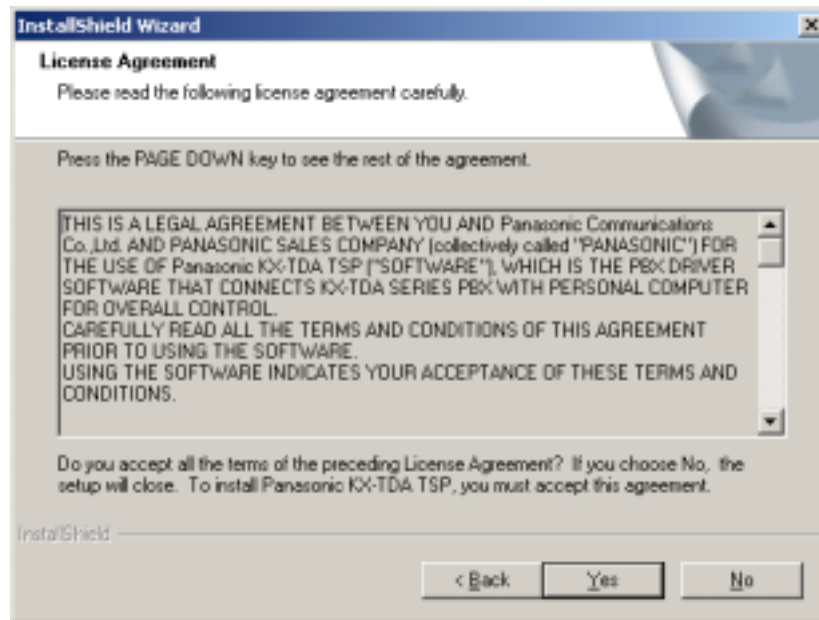 InstallShield Wizard
License Agreement
Please read the following license agreement carefully.
Press the PAGE DOWN key to see the rest of the agreement.
THIS IS A LEGAL AGREEMENT BETWEEN YOU AND Panasonic Communications
Co.,Ltd. AND PANASONIC SALES COMPANY (collectively called "PANASONIC") FOR
THE USE OF Panasonic KX-TDA TSP ("SOFTWARE"), WHICH IS THE PBX DRIVER
SOFTWARE THAT CONNECTS KX-TDA SERIES PBX WITH PERSONAL COMPUTER
FOR OVERALL CONTROL.
CAREFULLY READ ALL THE TERMS AND CONDITIONS OF THIS AGREEMENT
PRIOR TO USING THE SOFTWARE.
USING THE SOFTWARE INDICATES YOUR ACCEPTANCE OF THESE TERMS AND
CONDITIONS.
Do you accept all the terms of the preceding License Agreement? If you choose No, the
setup will close. To install Panasonic KX-TDA TSP, you must accept this agreement.
InstallShield
< Back Yes No